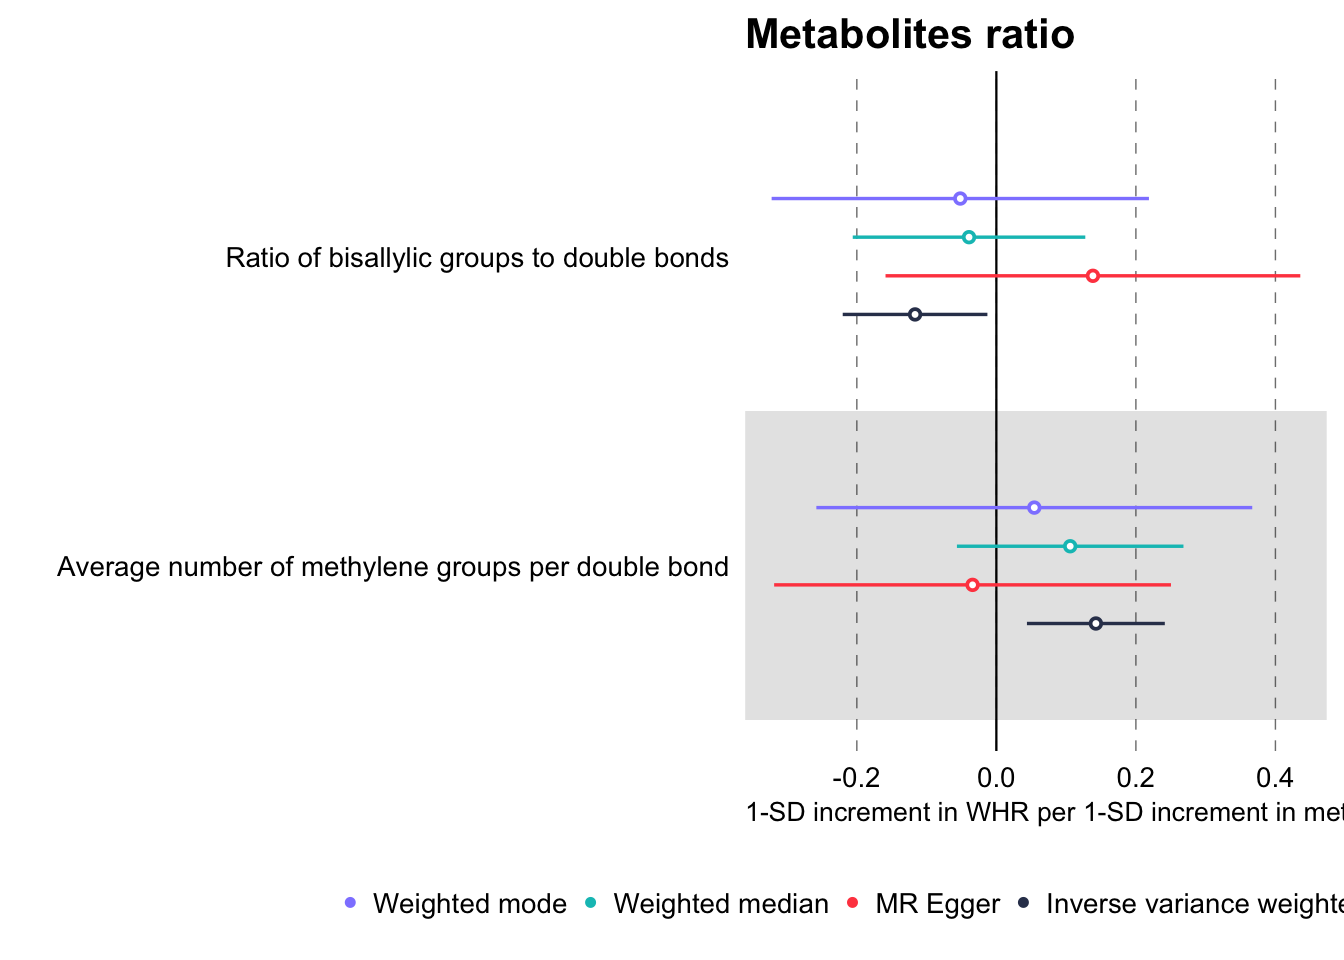 Metabolites ratio
Ratio of bisallylic groups to double bonds
Average number of methylene groups per double bond
-0.2 0.0 0.2 0.4
1-SD increment in WHR per 1-SD increment in met
Weighted mode Weighted median MR Egger Inverse variance weighte